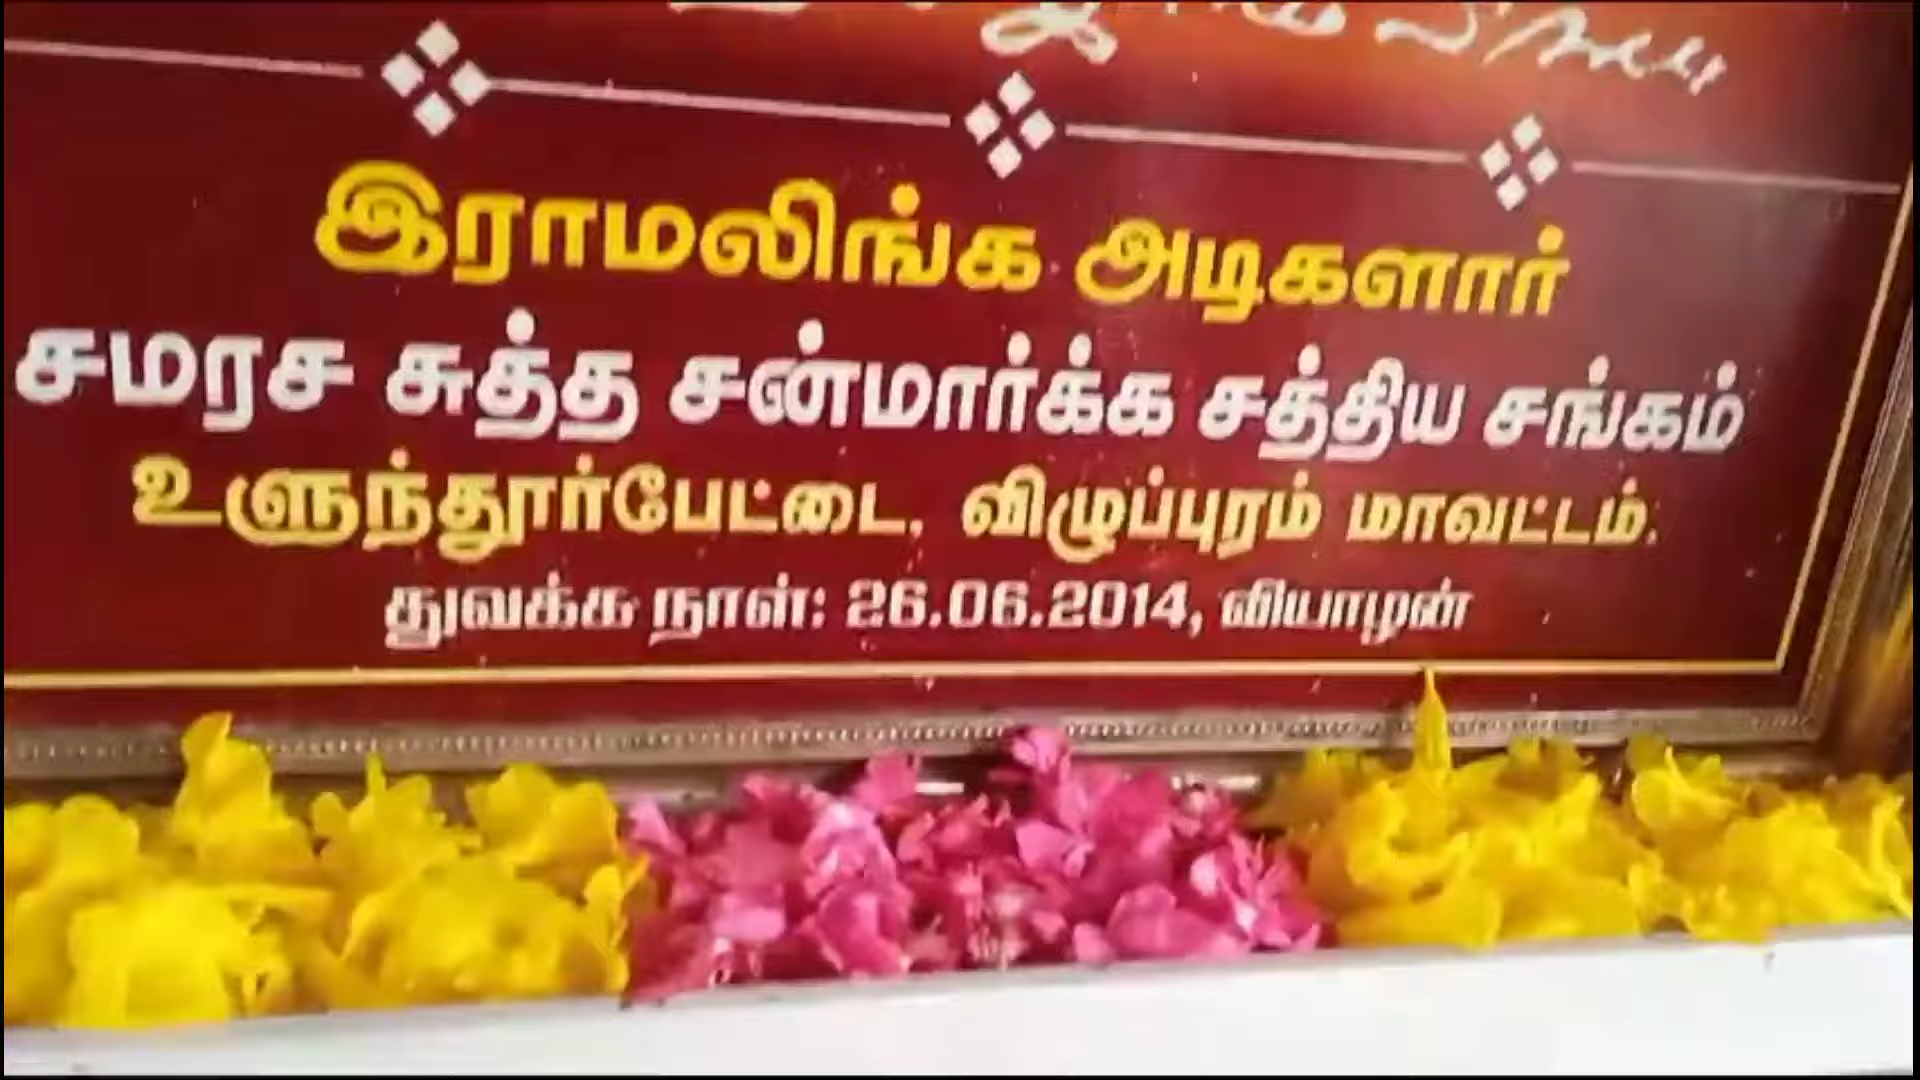 இராமலிங்க அடிகளார்
சமரச சுத்த சன்மார்க்க சத்திய சங்கம்
உளுந்தூர்பேட்டை, விழுப்புரம் மாவட்டம்.
துவக்க நாள்: 26.06.2014, வியாழன்